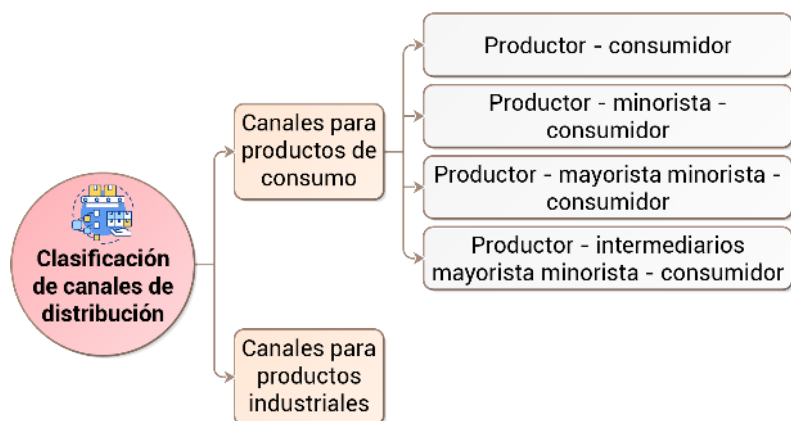 Clasificación
de canales de
distribución
Canales para
productos de
consumo
Productor - consumidor
Productor - minorista -
consumidor
Productor - mayorista minorista -
consumidor
Productor - intermediarios
mayorista minorista - consumidor
Canales para
productos
industriales